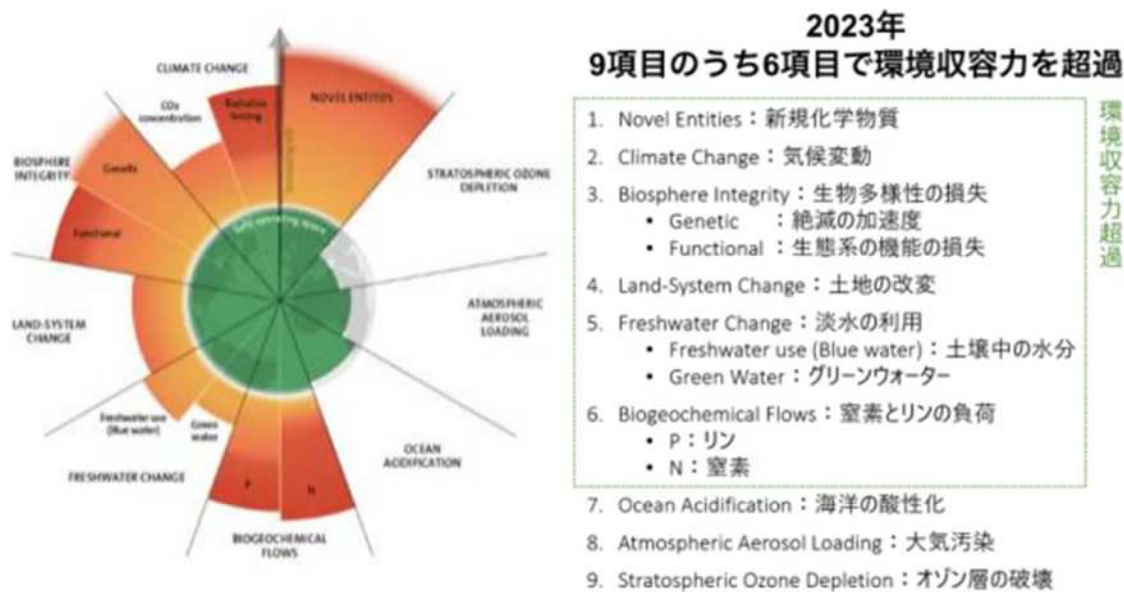 CLIMATE CHANGE
CO₂
concentration
Radiative
forcing
NOVEL ENTITOS
BIOSPHERE
INTEGRITY
Genetic
Functional
STRATOSPHERIC OZONE
DEPLETION
Safe operating space
LAND-SYSTEM
CHANGE
ATMOSPHERIC
AEROSOL
LOADING
Freshwater use
(Blue water)
Green
water
FRESHWATER CHANGE
P
N
BIOGEOCHEMICAL
FLOWS
OCEAN
ACIDIFICATION
2023年
9項目のうち6項目で環境収容力を超過
1. Novel Entities：新規化学物質
2. Climate Change：気候変動
3. Biosphere Integrity：生物多様性の損失
• Genetic ：絶滅の加速度
• Functional：生態系の機能の損失
4. Land-System Change：土地の改変
5. Freshwater Change：淡水の利用
• Freshwater use (Blue water)：土壌中の水分
• Green Water：グリーンウォーター
6. Biogeochemical Flows：窒素とリンの負荷
• P：リン
• N：窒素
7. Ocean Acidification：海洋の酸性化
8. Atmospheric Aerosol Loading：大気汚染
9. Stratospheric Ozone Depletion：オゾン層の破壊
環境収容力超過